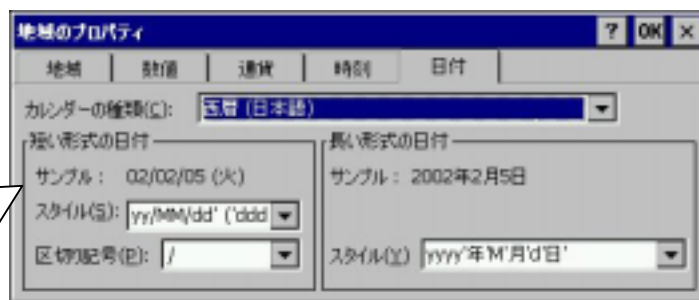 地域のプロパティ ? OK ×
地域 数値 通貨 時刻 日付
カレンダーの種類(C): 西暦 (日本語)
短い形式の日付
サンプル： 02/02/05 (火)
スタイル(S): yy/MM/dd' ('ddd
区切り記号(P): /
長い形式の日付
サンプル： 2002年2月5日
スタイル(Y) yyyy'年'M'月'd'日'